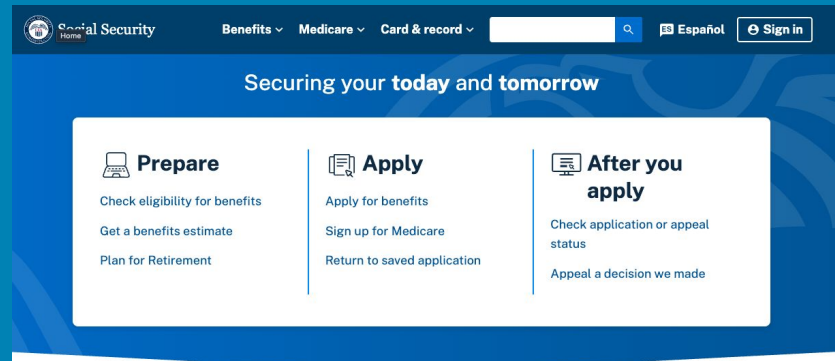 Social Security
Home
Benefits
Medicare
Card & record
ES Español
Sign in
Securing your today and tomorrow
Prepare
Check eligibility for benefits
Get a benefits estimate
Plan for Retirement
Apply
Apply for benefits
Sign up for Medicare
Return to saved application
After you
apply
Check application or appeal
status
Appeal a decision we made